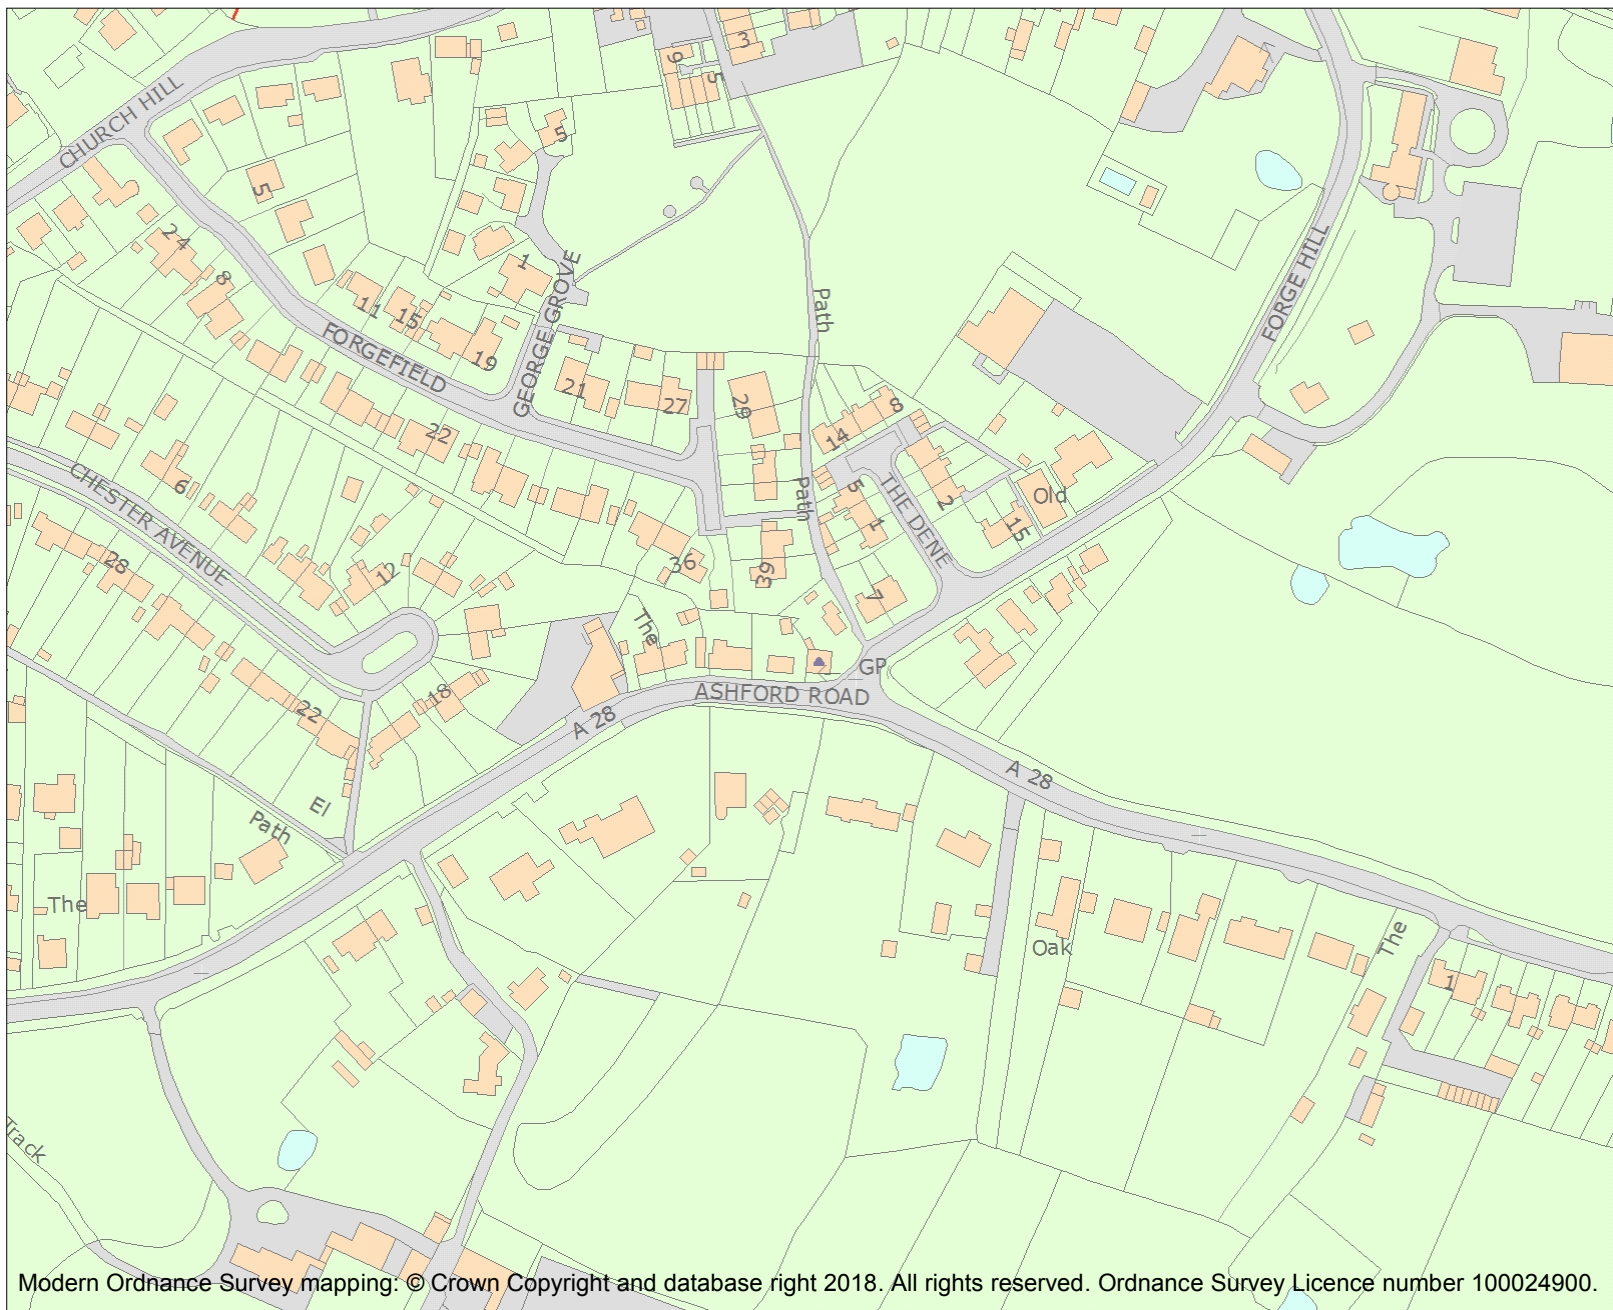 3
9
5
CHURCH HILL
5
5
24
8
1
GEORGE GROVE
11
15
FORGEFIELD
19
Path
FORGE HILL
21
27
29
8
14
22
CHESTER AVENUE
6
Path
5
THE DENE
2
Old
15
1
28
12
36
39
7
The
GP
ASHFORD ROAD
A 28
18
22
A 28
El
Path
The
Oak
The
1
Track
Modern Ordnance Survey mapping: © Crown Copyright and database right 2018. All rights reserved. Ordnance Survey Licence number 100024900.